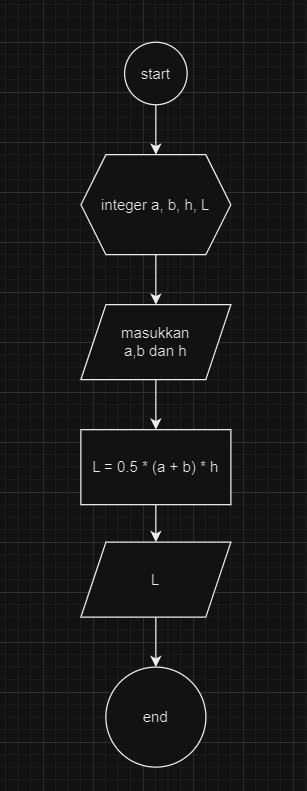 start
integer a, b, h, L
masukkan
a,b dan h
L = 0.5 * (a + b) * h
L
end